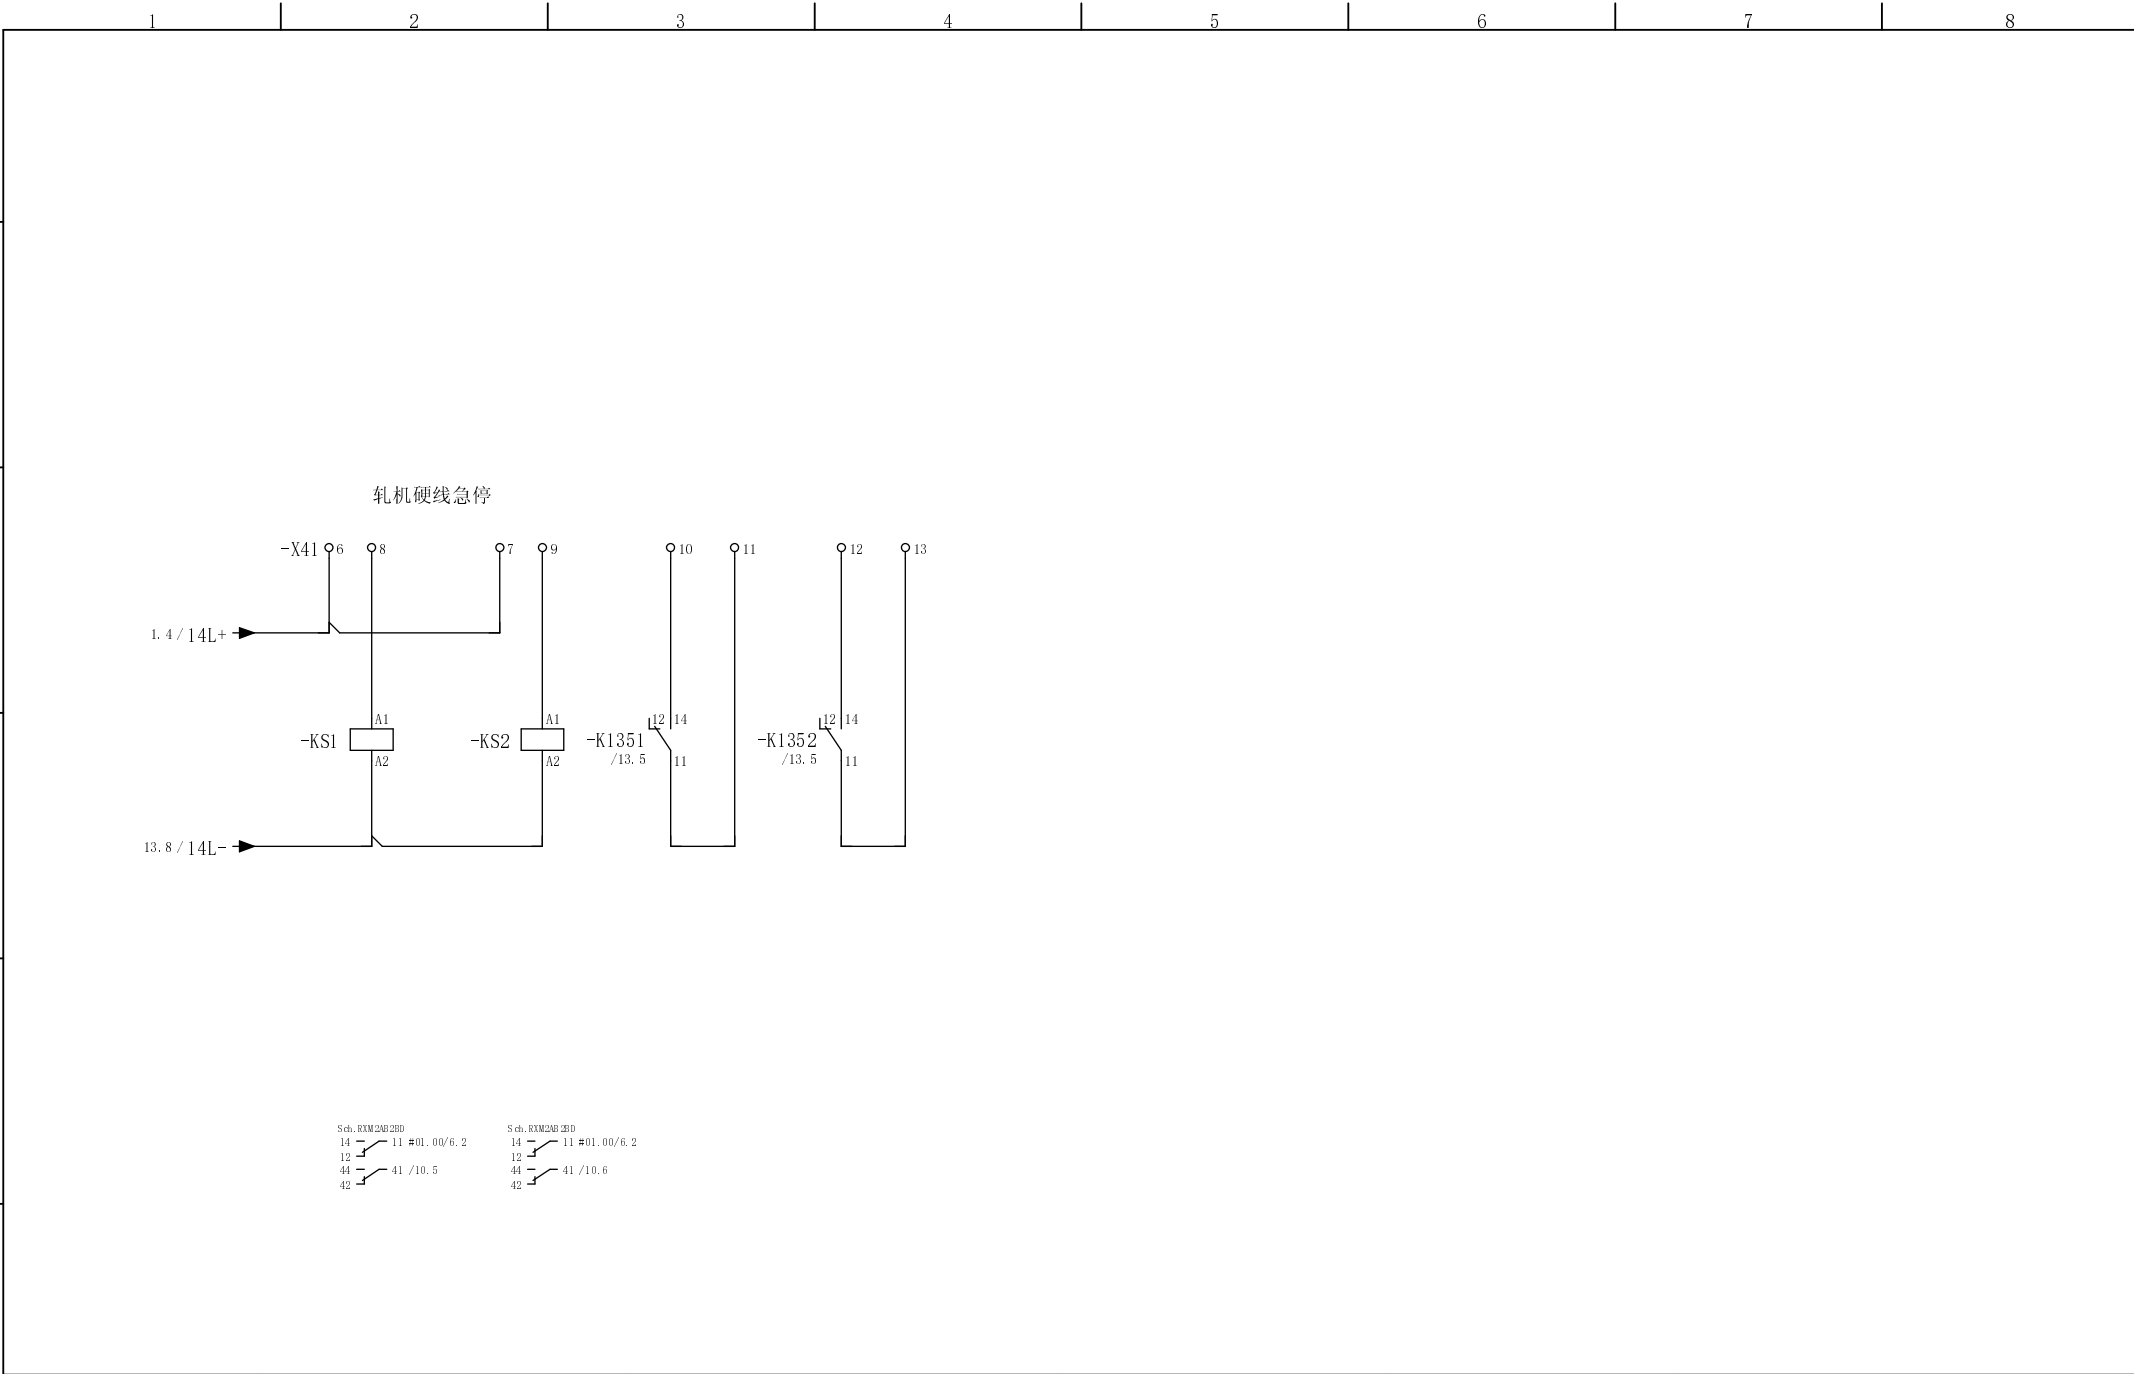 1 2 3 4 5 6 7 8
轧机硬线急停
-X41 6 8 7 9 10 11 12 13
1.4/14L+
A1 A1 12 14 12 14
-KS1 -KS2 -K1351 -K1352
/13.5 /13.5
A2 A2 11 11
13.8/14L-
Sch.RXM2AB2BD Sch.RXM2AB2BD
14 11 #01.00/6.2 14 11 #01.00/6.2
12 12
44 41 /10.5 44 41 /10.6
42 42